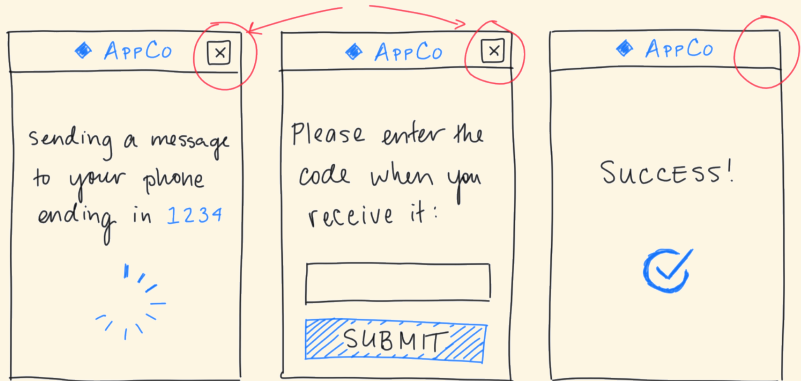 AppCo
sending a message
to your phone
ending in 1234
AppCo
Please enter the
code when you
receive it:
SUBMIT
AppCo
SUCCESS!